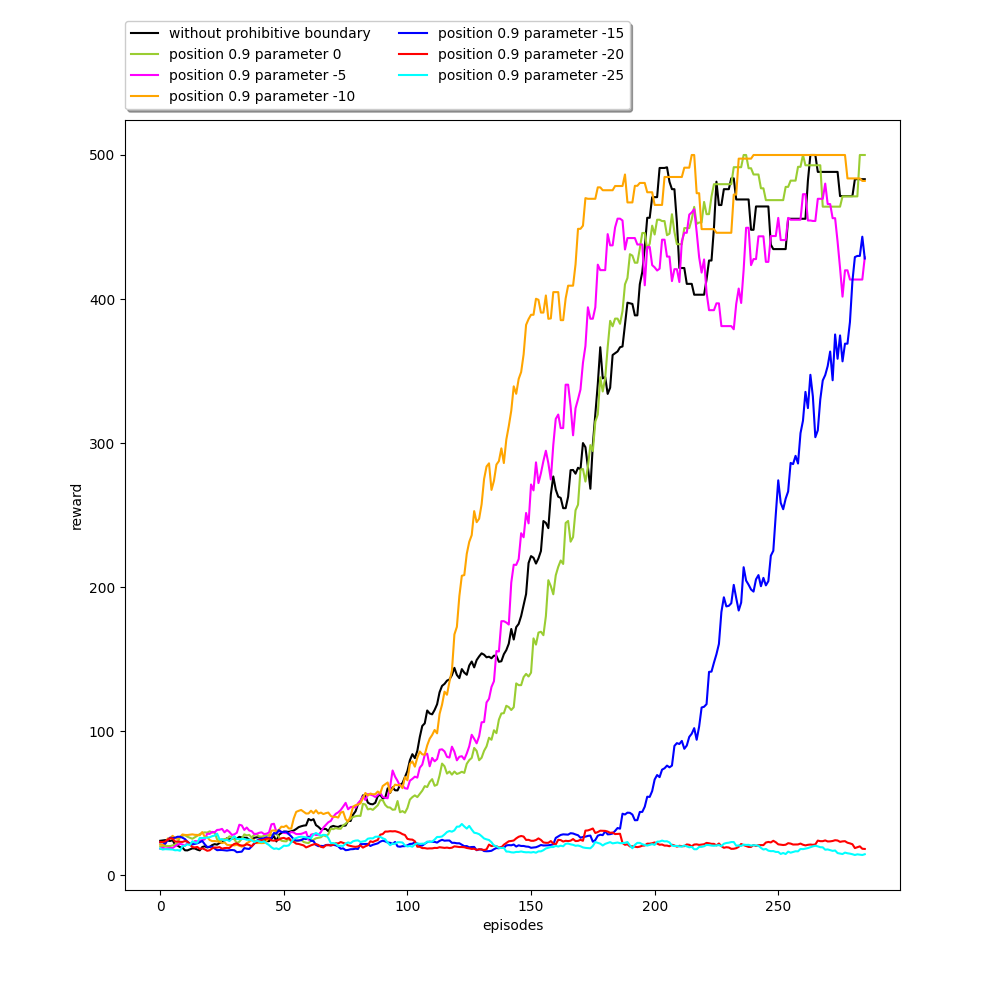 without prohibitive boundary
position 0.9 parameter 0
position 0.9 parameter -5
position 0.9 parameter -10
position 0.9 parameter -15
position 0.9 parameter -20
position 0.9 parameter -25
500
400
300
200
100
0
reward
0 50 100 150 200 250
episodes